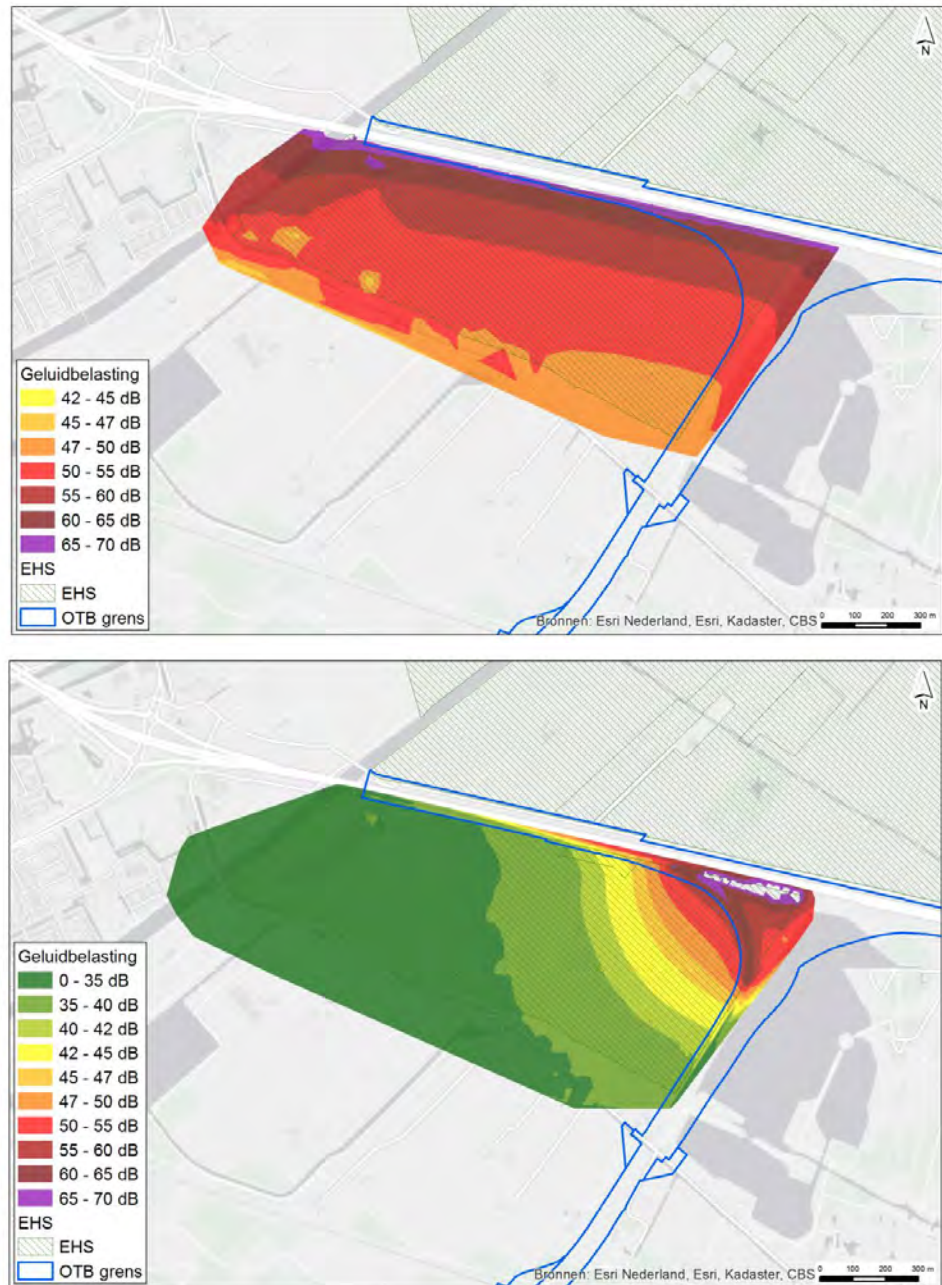 N
Geluidbelasting
42 - 45 dB
45 - 47 dB
47 - 50 dB
50 - 55 dB
55 - 60 dB
60 - 65 dB
65 - 70 dB
EHS
EHS
OTB grens
Bronnen: Esri Nederland, Esri, Kadaster, CBS
0 100 200 300 m
N
Geluidbelasting
0 - 35 dB
35 - 40 dB
40 - 42 dB
42 - 45 dB
45 - 47 dB
47 - 50 dB
50 - 55 dB
55 - 60 dB
60 - 65 dB
65 - 70 dB
EHS
EHS
OTB grens
Bronnen: Esri Nederland, Esri, Kadaster, CBS
0 100 200 300 m